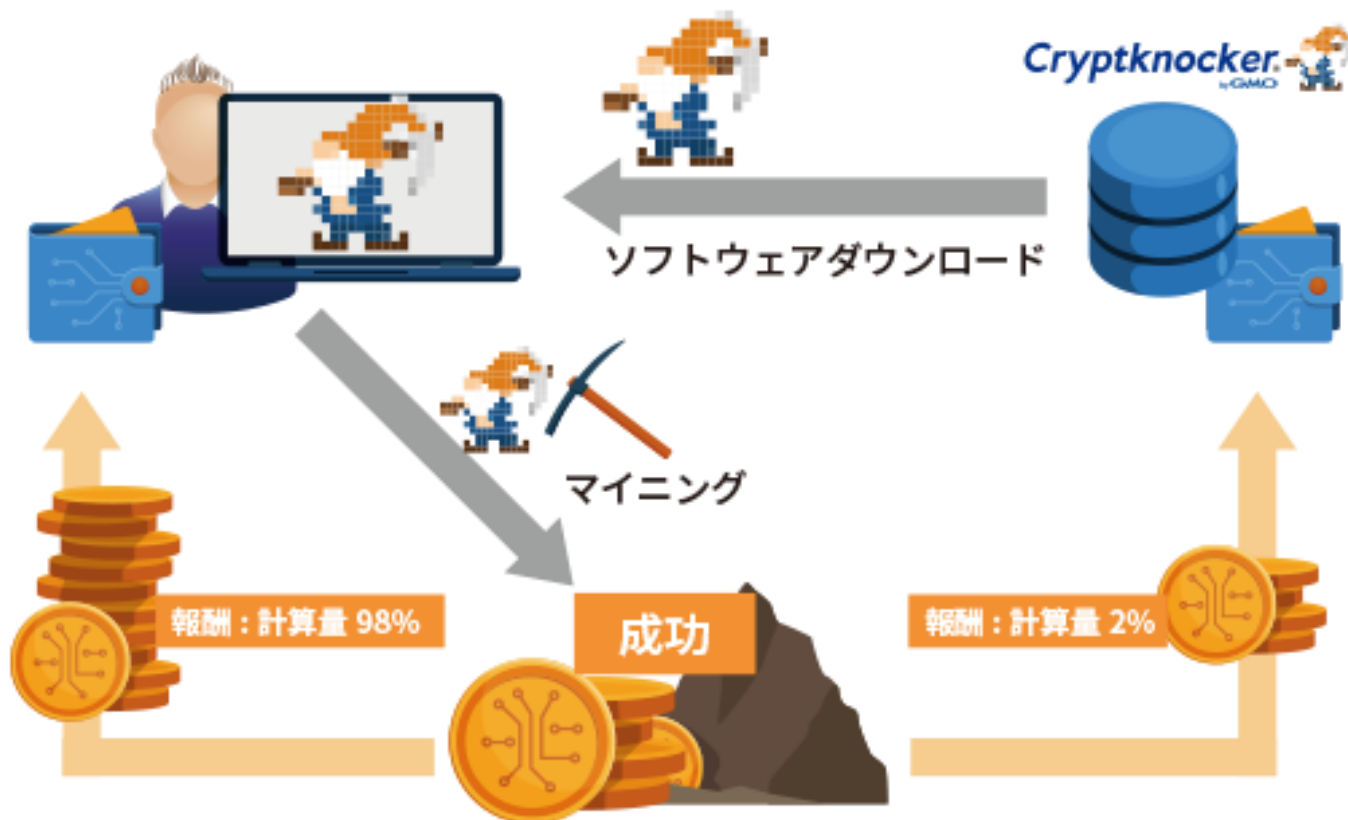 Cryptknocker
by GMO
ソフトウェアダウンロード
マイニング
報酬 : 計算量 98%
成功
報酬 : 計算量 2%